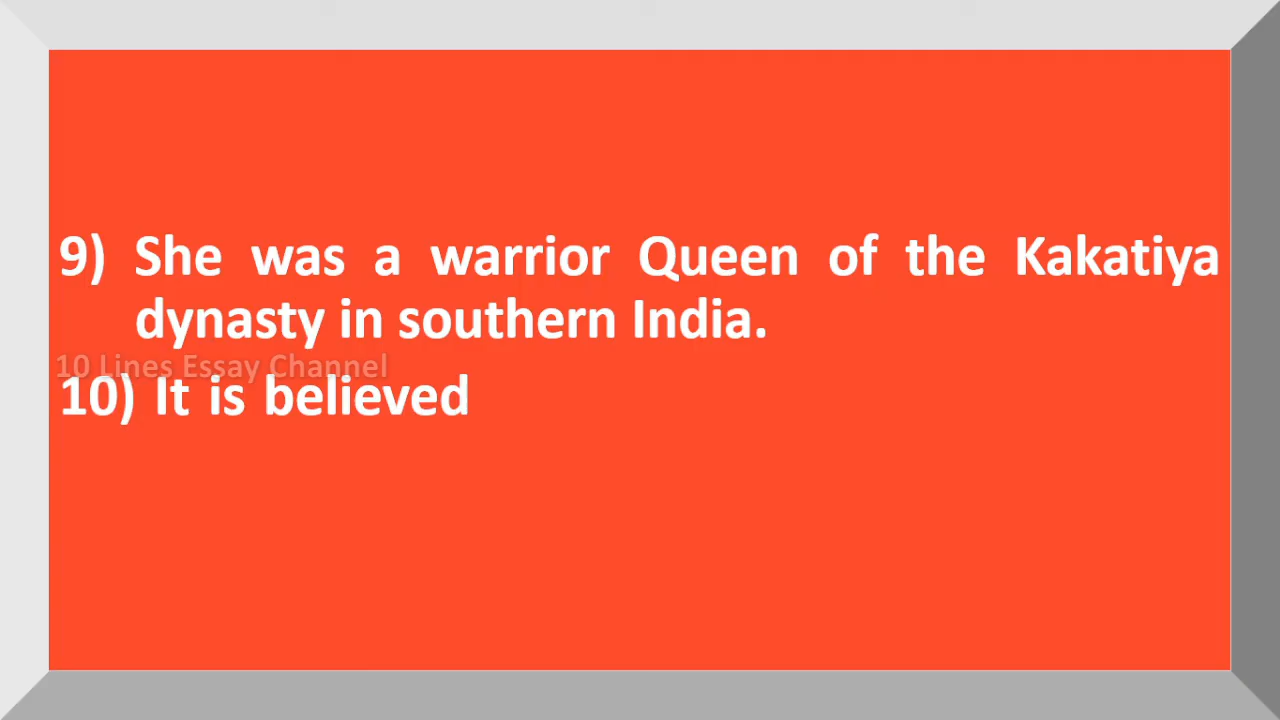 9) She was a warrior Queen of the Kakatiya
dynasty in southern India.
10 Lines Essay Channel
10) It is believed